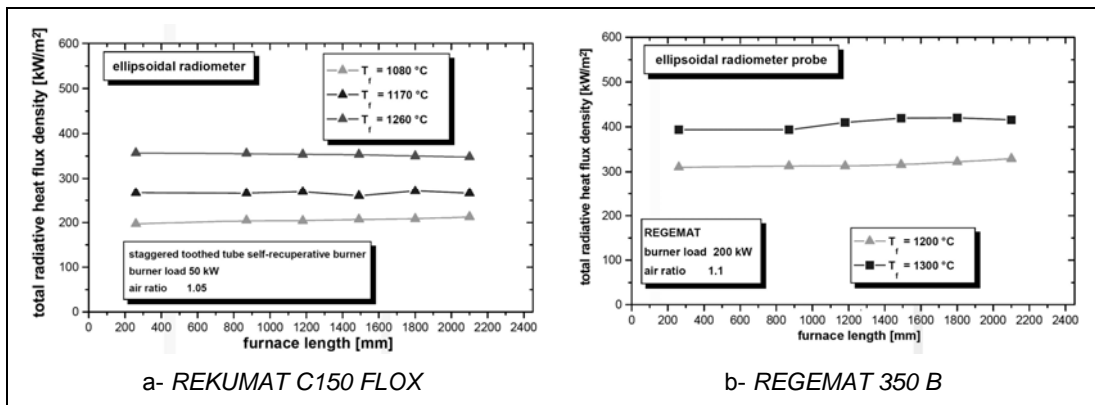 600
500
400
300
200
100
0
total radiative heat flux density [kW/m²]
ellipsoidal radiometer
T_f = 1080 °C
T_f = 1170 °C
T_f = 1260 °C
staggered toothed tube self-recuperative burner
burner load 50 kW
air ratio 1.05
0 200 400 600 800 1000 1200 1400 1600 1800 2000 2200 2400
furnace length [mm]
a- REKUMAT C150 FLOX
600
500
400
300
200
100
0
total radiative heat flux density [kW/m²]
ellipsoidal radiometer probe
REGEMAT
burner load 200 kW
air ratio 1.1
T_f = 1200 °C
T_f = 1300 °C
0 200 400 600 800 1000 1200 1400 1600 1800 2000 2200 2400
furnace length [mm]
b- REGEMAT 350 B